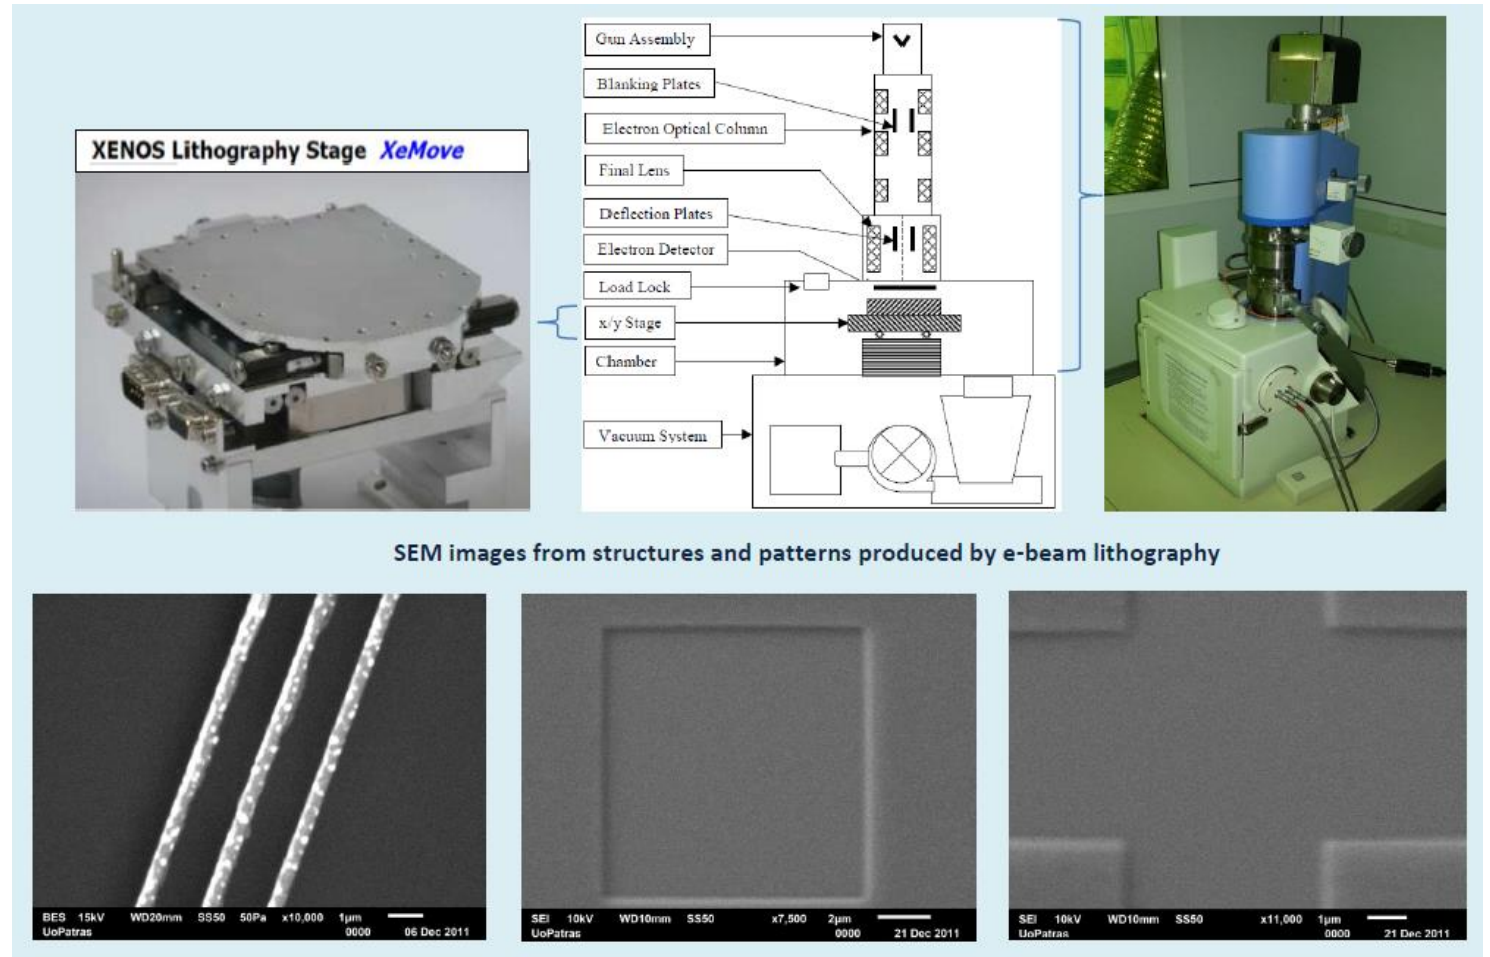 XENOS Lithography Stage XeMove
Gun Assembly
Blanking Plates
Electron Optical Column
Final Lens
Deflection Plates
Electron Detector
Load Lock
x/y Stage
Chamber
Vacuum System
SEM images from structures and patterns produced by e-beam lithography
BES 15kV WD20mm SS50 50Pa x10,000 1µm
UoPatras 0000 06 Dec 2011
SEI 10kV WD10mm SS50 x7,500 2µm
UoPatras 0000 21 Dec 2011
SEI 10kV WD10mm SS50 x11,000 1µm
UoPatras 0000 21 Dec 2011